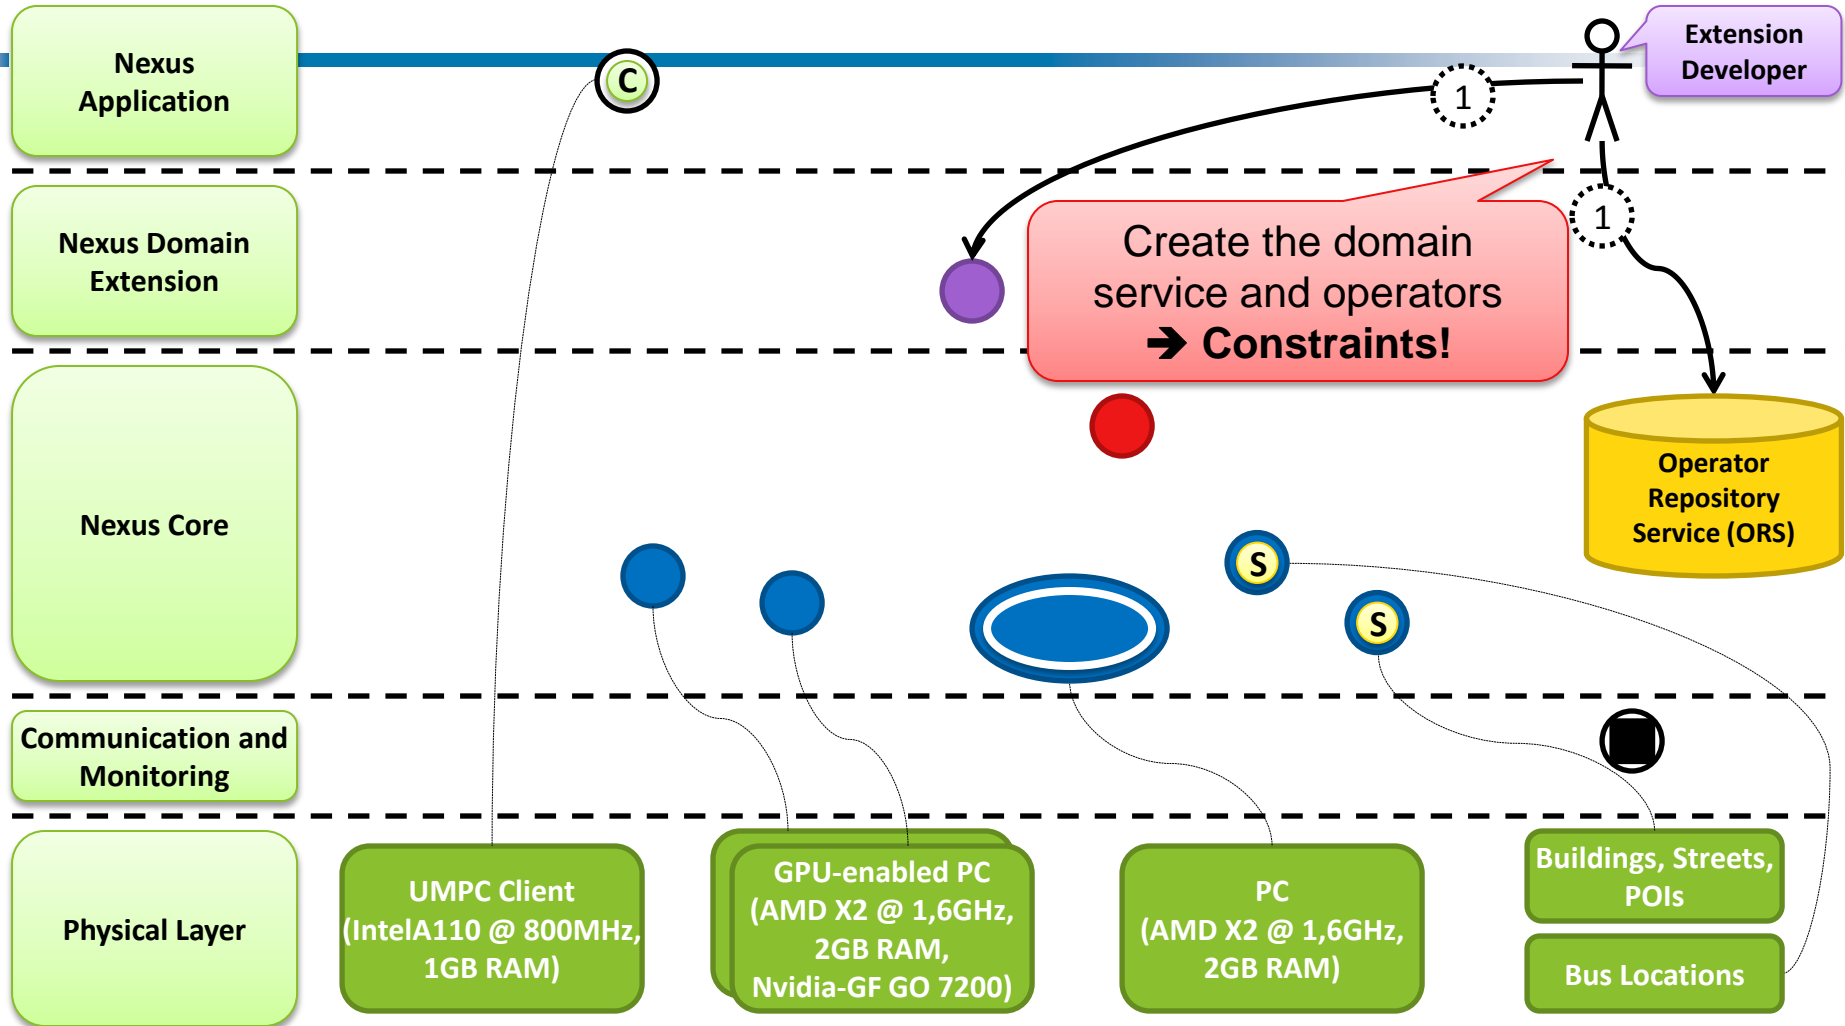 Nexus
Application
C
1
Extension
Developer
Nexus Domain
Extension
Create the domain
service and operators
➔ Constraints!
1
Nexus Core
Operator
Repository
Service (ORS)
S
S
Communication and
Monitoring
Physical Layer
UMPC Client
(IntelA110 @ 800MHz,
1GB RAM)
GPU-enabled PC
(AMD X2 @ 1,6GHz,
2GB RAM,
Nvidia-GF GO 7200)
PC
(AMD X2 @ 1,6GHz,
2GB RAM)
Buildings, Streets,
POIs
Bus Locations